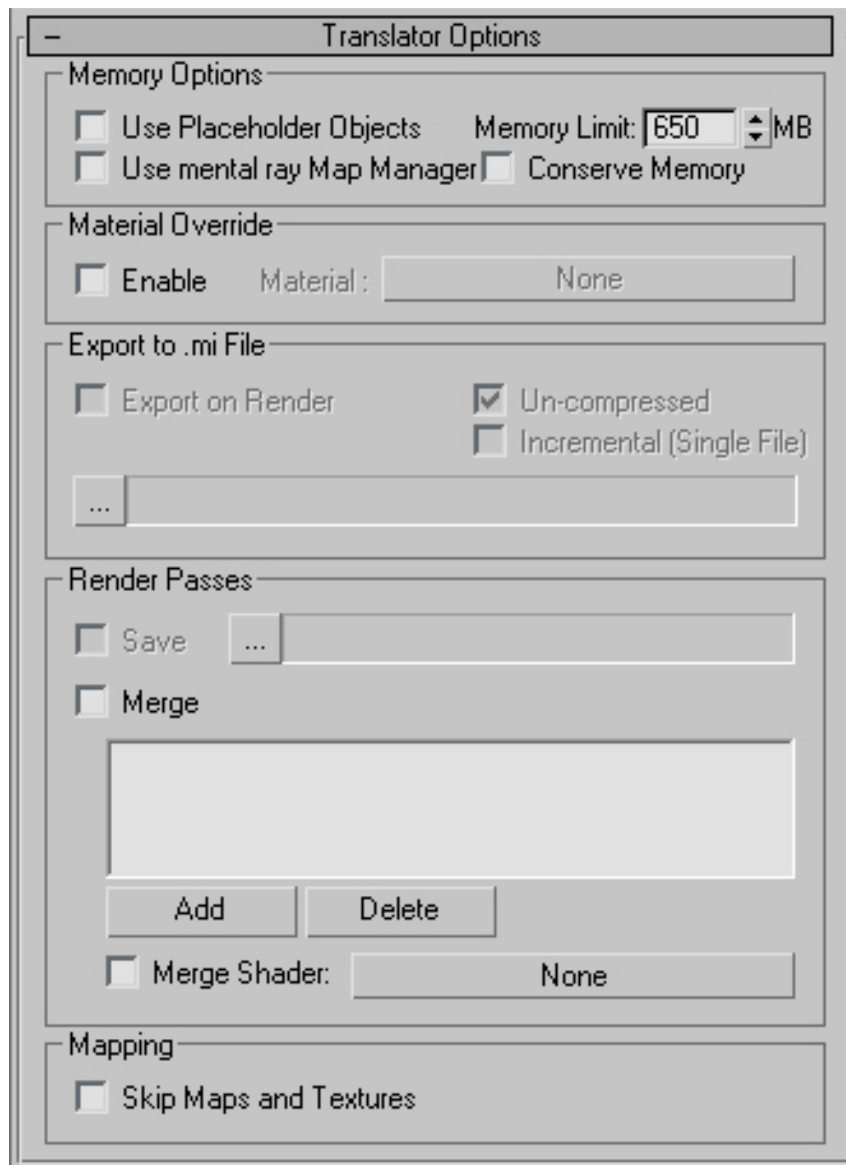 Translator Options
Memory Options
Use Placeholder Objects Memory Limit: 650 MB
Use mental ray Map Manager Conserve Memory
Material Override
Enable Material : None
Export to .mi File
Export on Render Un-compressed
Incremental (Single File)
...
Render Passes
Save ...
Merge
Add Delete
Merge Shader: None
Mapping
Skip Maps and Textures